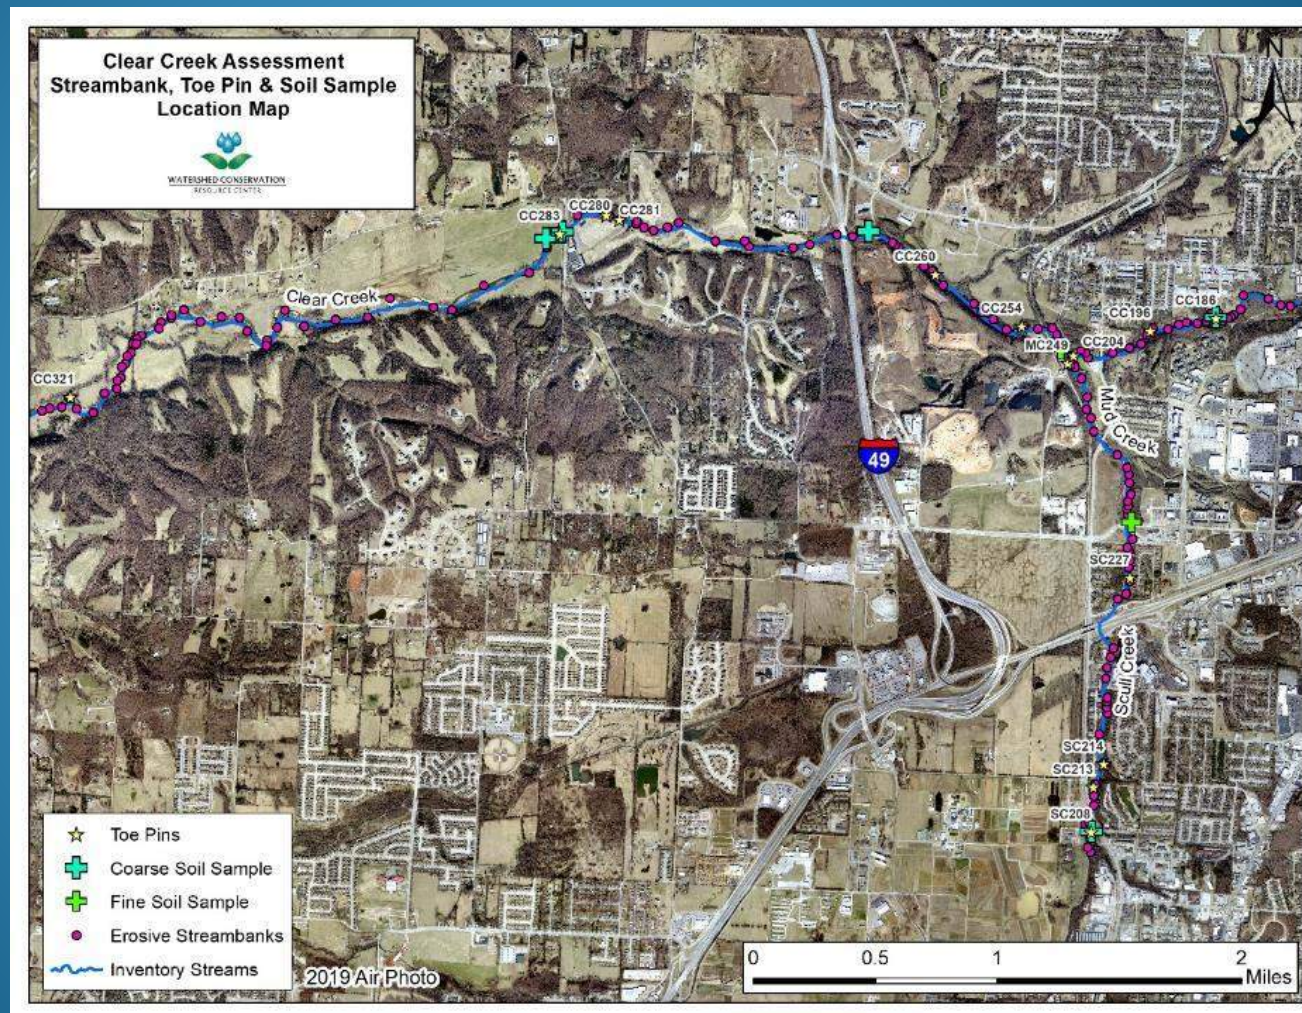 Clear Creek Assessment
Streambank, Toe Pin & Soil Sample
Location Map
WATERSHED CONSERVATION
RESOURCE CENTER
N
CC283
CC280
CC281
CC260
CC254
MC249
CC204
CC196
CC186
Clear Creek
CC321
Mud Creek
49
SC227
Scull Creek
SC214
SC213
SC208
Toe Pins
Coarse Soil Sample
Fine Soil Sample
Erosive Streambanks
Inventory Streams
2019 Air Photo
0 0.5 1 2
Miles